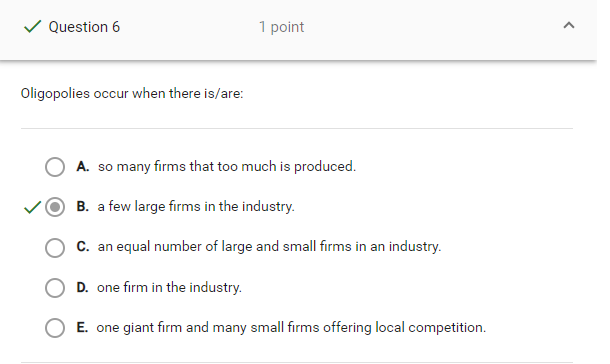 Question 6 1 point
Oligopolies occur when there is/are:
A. so many firms that too much is produced.
B. a few large firms in the industry.
C. an equal number of large and small firms in an industry.
D. one firm in the industry.
E. one giant firm and many small firms offering local competition.